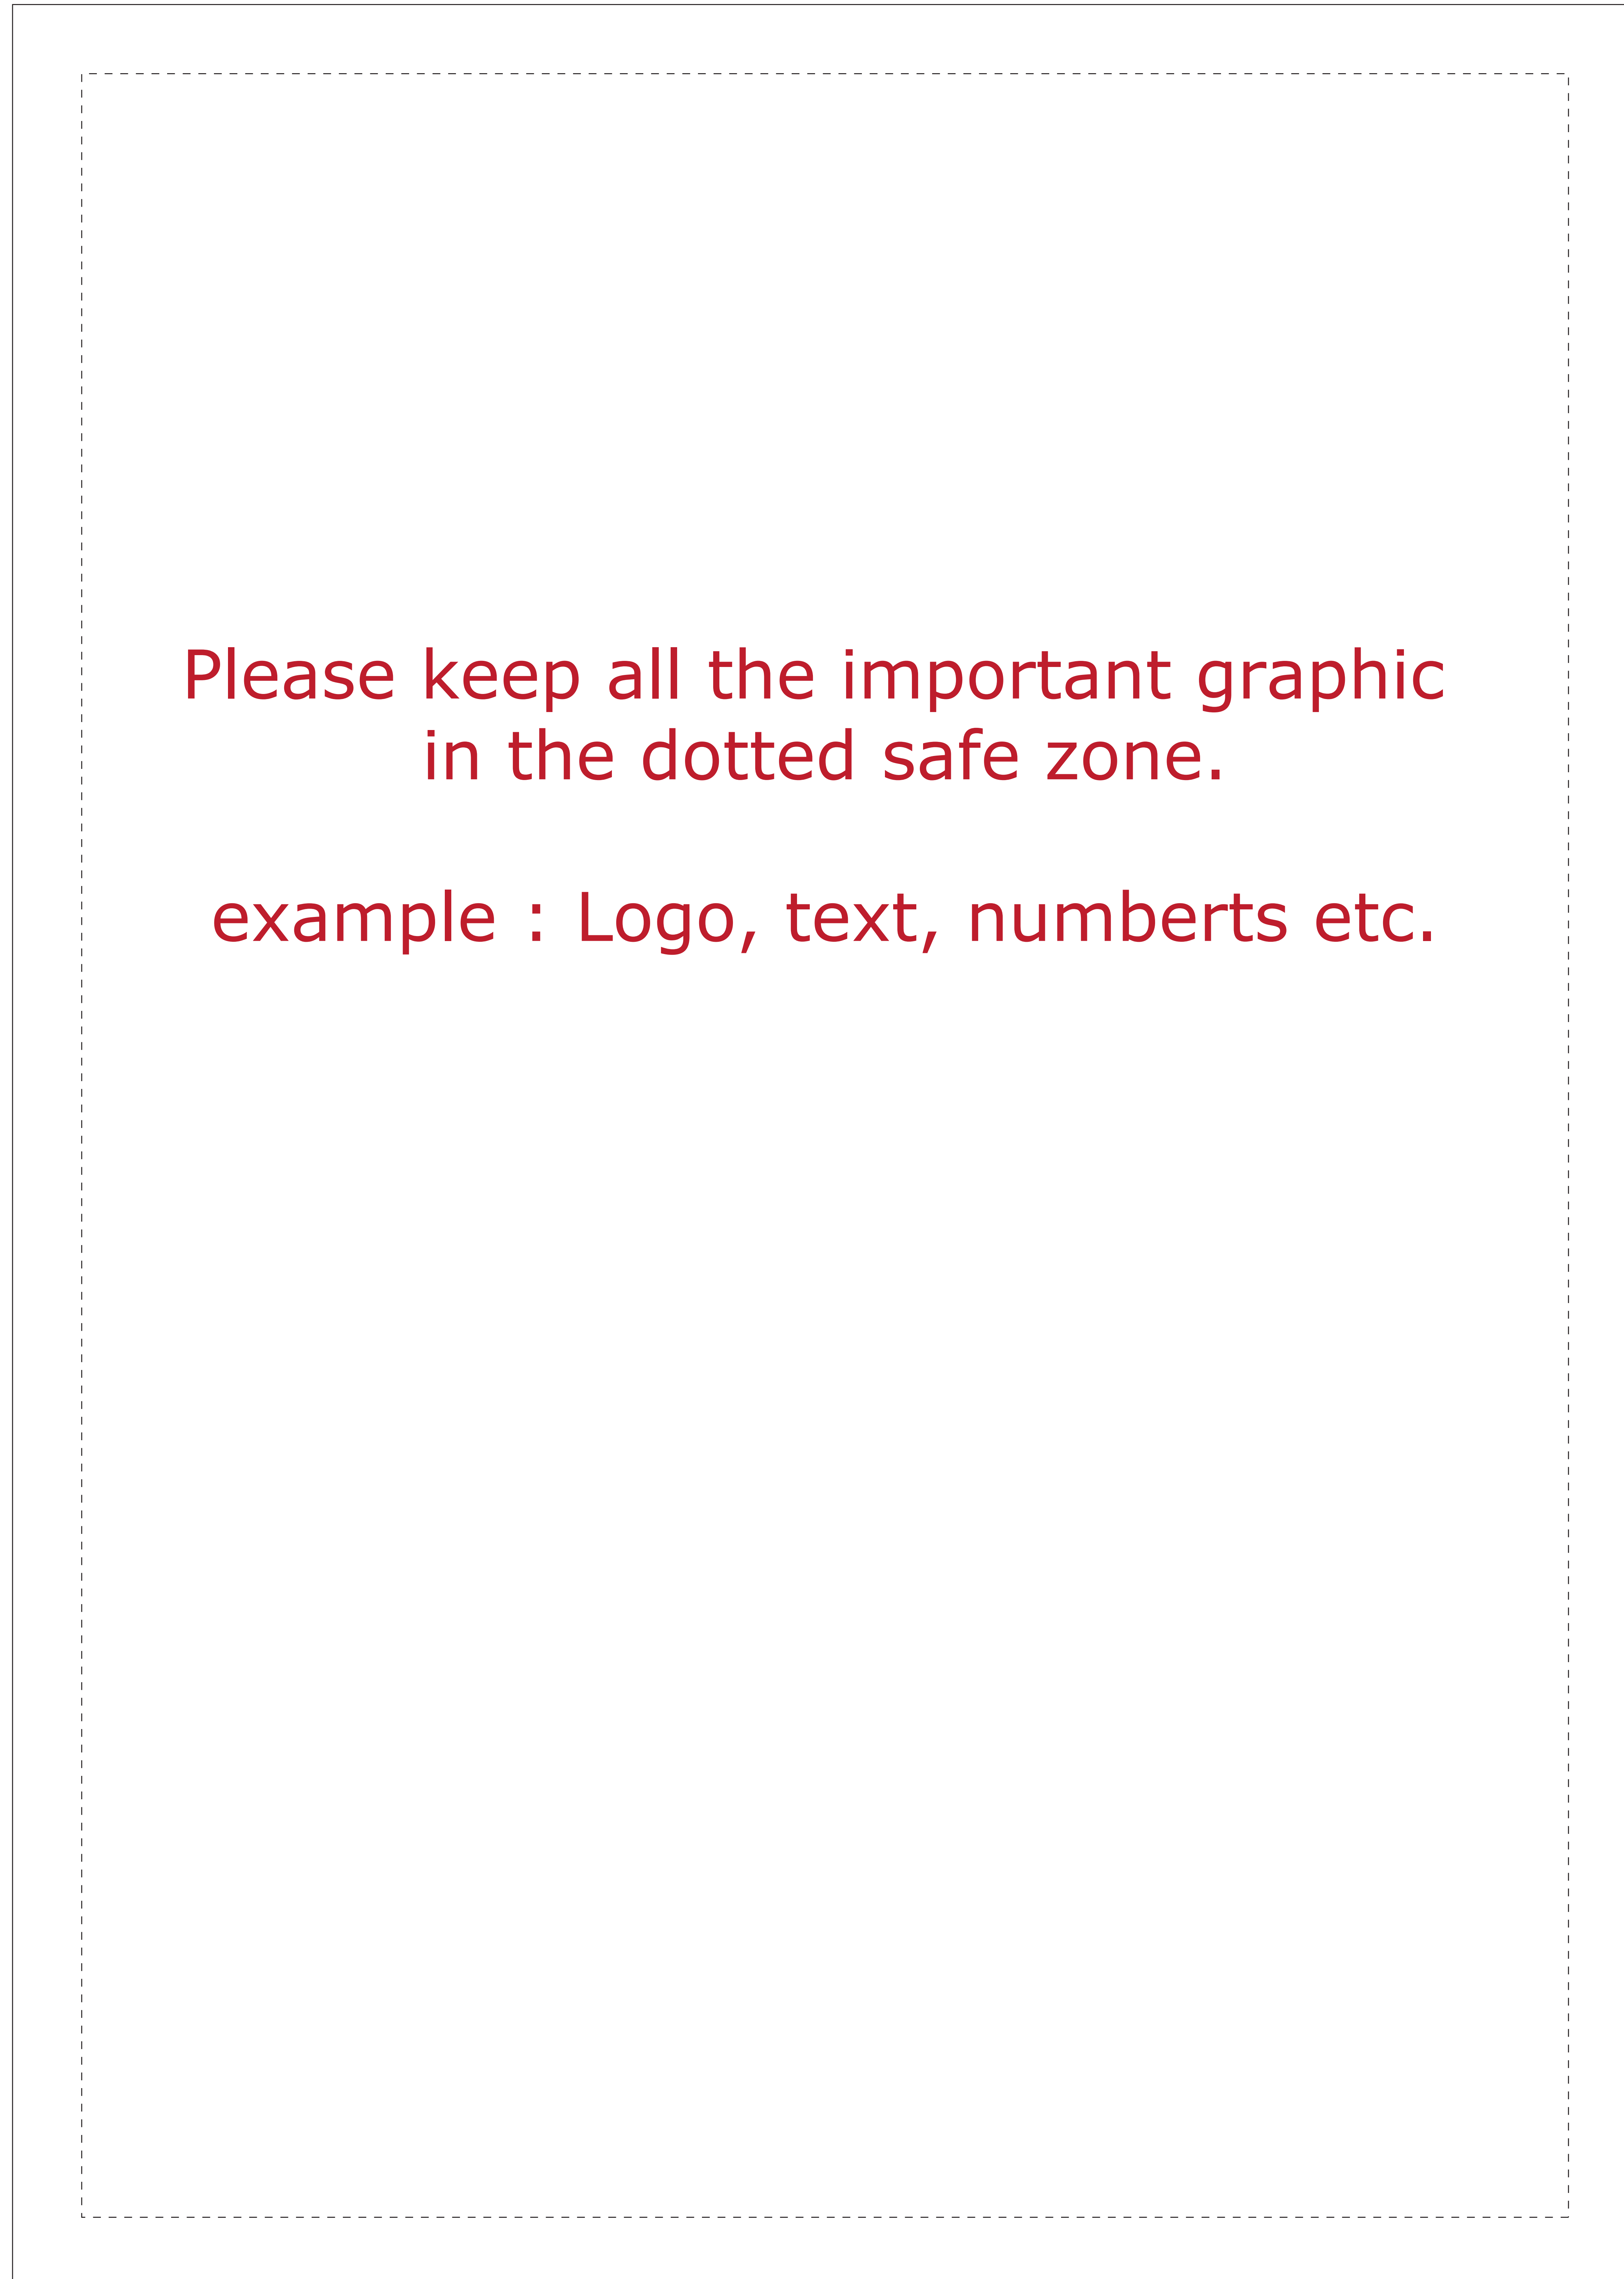 Please keep all the important graphic
in the dotted safe zone.
example : Logo, text, numberts etc.